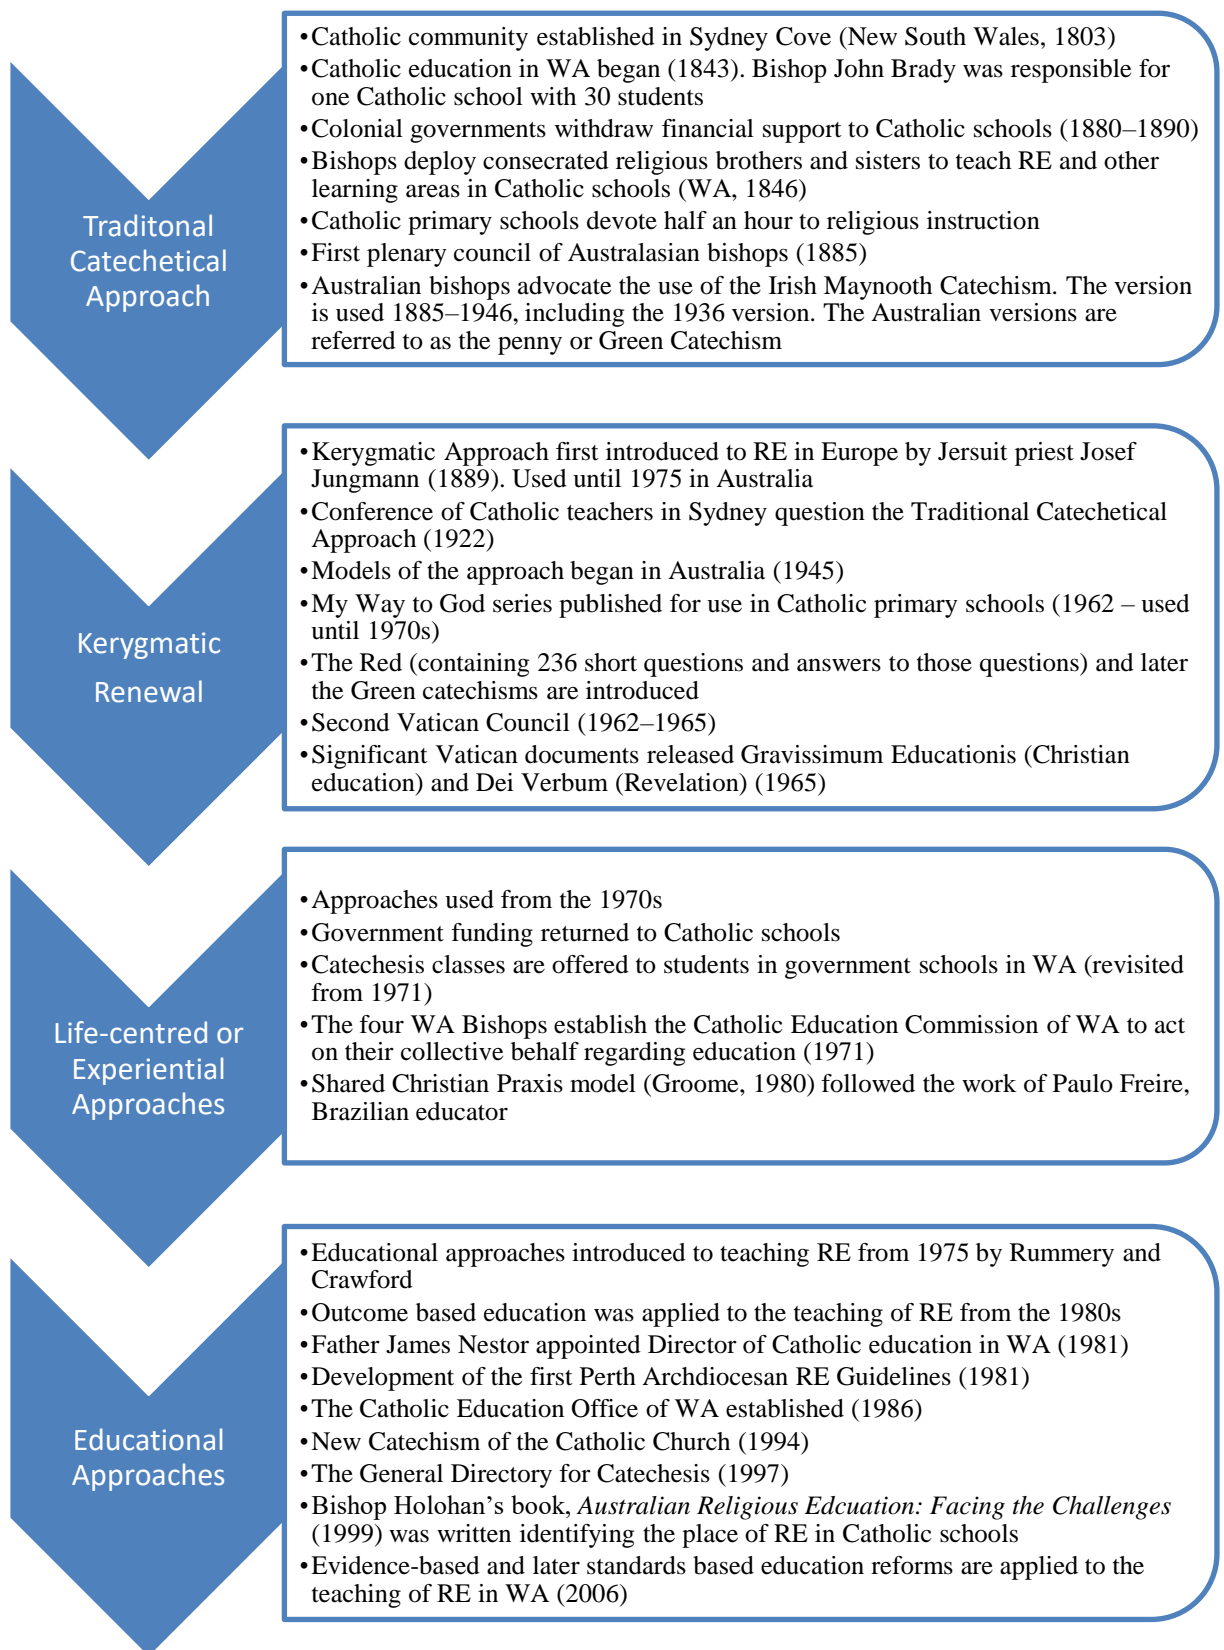 Traditonal
Catechetical
Approach
•Catholic community established in Sydney Cove (New South Wales, 1803)
•Catholic education in WA began (1843). Bishop John Brady was responsible for
one Catholic school with 30 students
•Colonial governments withdraw financial support to Catholic schools (1880–1890)
•Bishops deploy consecrated religious brothers and sisters to teach RE and other
learning areas in Catholic schools (WA, 1846)
•Catholic primary schools devote half an hour to religious instruction
•First plenary council of Australasian bishops (1885)
•Australian bishops advocate the use of the Irish Maynooth Catechism. The version
is used 1885–1946, including the 1936 version. The Australian versions are
referred to as the penny or Green Catechism
Kerygmatic
Renewal
•Kerygmatic Approach first introduced to RE in Europe by Jersuit priest Josef
Jungmann (1889). Used until 1975 in Australia
•Conference of Catholic teachers in Sydney question the Traditional Catechetical
Approach (1922)
•Models of the approach began in Australia (1945)
•My Way to God series published for use in Catholic primary schools (1962 – used
until 1970s)
•The Red (containing 236 short questions and answers to those questions) and later
the Green catechisms are introduced
•Second Vatican Council (1962–1965)
•Significant Vatican documents released Gravissimum Educationis (Christian
education) and Dei Verbum (Revelation) (1965)
Life-centred or
Experiential
Approaches
•Approaches used from the 1970s
•Government funding returned to Catholic schools
•Catechesis classes are offered to students in government schools in WA (revisited
from 1971)
•The four WA Bishops establish the Catholic Education Commission of WA to act
on their collective behalf regarding education (1971)
•Shared Christian Praxis model (Groome, 1980) followed the work of Paulo Freire,
Brazilian educator
Educational
Approaches
•Educational approaches introduced to teaching RE from 1975 by Rummery and
Crawford
•Outcome based education was applied to the teaching of RE from the 1980s
•Father James Nestor appointed Director of Catholic education in WA (1981)
•Development of the first Perth Archdiocesan RE Guidelines (1981)
•The Catholic Education Office of WA established (1986)
•New Catechism of the Catholic Church (1994)
•The General Directory for Catechesis (1997)
•Bishop Holohan’s book, Australian Religious Edcuation: Facing the Challenges
(1999) was written identifying the place of RE in Catholic schools
•Evidence-based and later standards based education reforms are applied to the
teaching of RE in WA (2006)